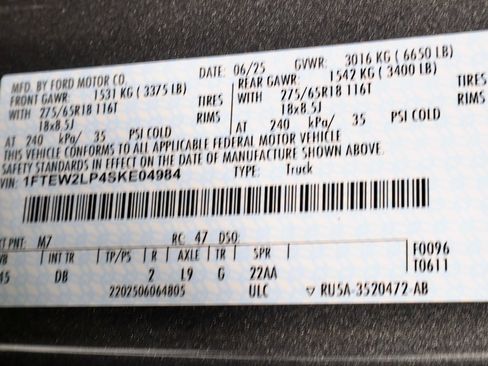 MFD. BY FORD MOTOR CO.
DATE: 06/25 GVWR: 3016 KG ( 6650 LB)
FRONT GAWR: 1531 KG ( 3375 LB) REAR GAWR: 1542 KG ( 3400 LB)
WITH 275/65R18 116T TIRES WITH 275/65R18 116T TIRES
18x8.5J RIMS 18x8.5J RIMS
AT 240 kPa/ 35 PSI COLD AT 240 kPa/ 35 PSI COLD
THIS VEHICLE CONFORMS TO ALL APPLICABLE FEDERAL MOTOR VEHICLE
SAFETY STANDARDS IN EFFECT ON THE DATE OF MANUFACTURE SHOWN ABOVE.
VIN: 1FTEW2LP4SKE04984 TYPE: Truck
PNT: M7 RC: 47 DSO:
WB INT TR TP/PS R AXLE TR SPR F0096
45 DB 2 L9 G 22AA T0611
2202506064805 ULC ▽ RU5A-3520472-AB